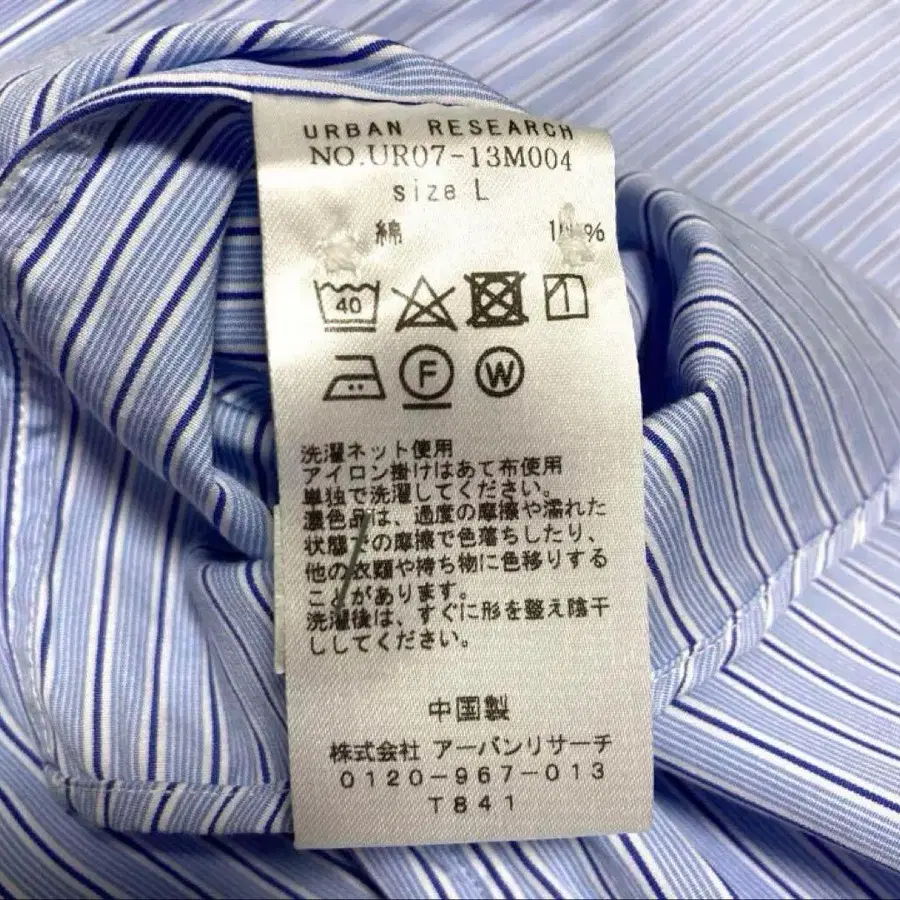 URBAN RESEARCH
NO.UR07-13M004
size L
綿
40
F
W
洗濯ネット使用
アイロン掛けはあて布使用
単独で洗濯してください。
濃色品は、過度の摩擦や濡れた
状態での摩擦で色落ちしたり、
他の衣類や持ち物に色移りする
ことがあります。
洗濯後は、すぐに形を整え陰干
ししてください。
中国製
株式会社 アーバンリサーチ
0120-967-013
T841